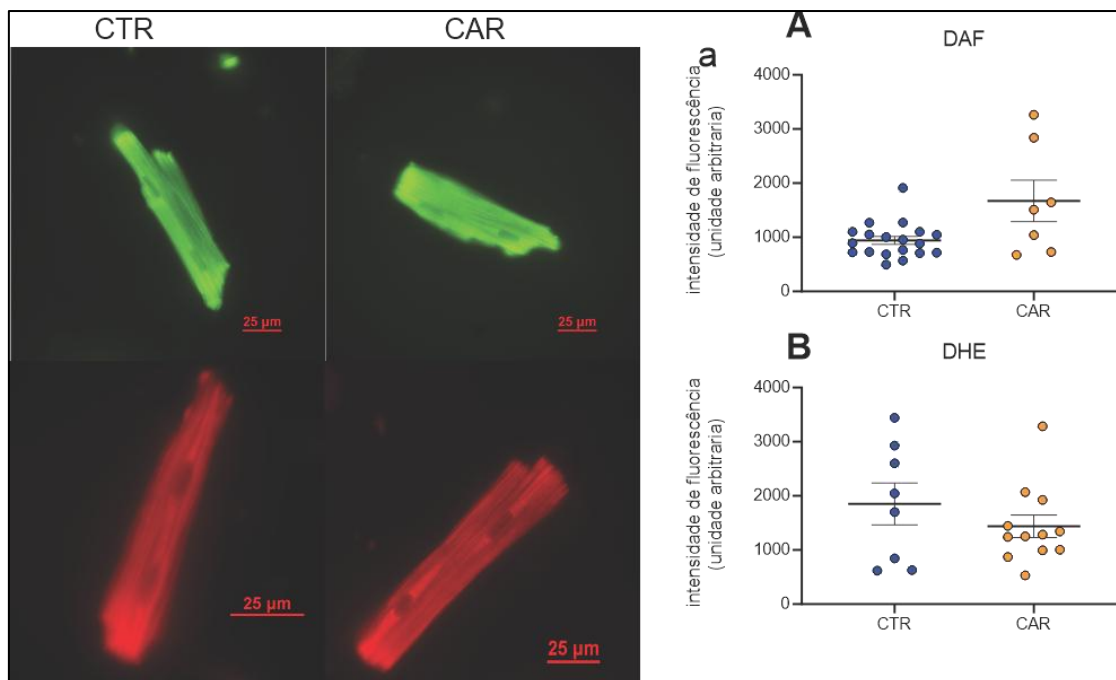 CTR
CAR
25 µm
25 µm
25 µm
25 µm
A
a
DAF
intensidade de fluorescência
(unidade arbitraria)
4000
3000
2000
1000
0
CTR
CAR
B
DHE
intensidade de fluorescência
(unidade arbitraria)
4000
3000
2000
1000
0
CTR
CAR